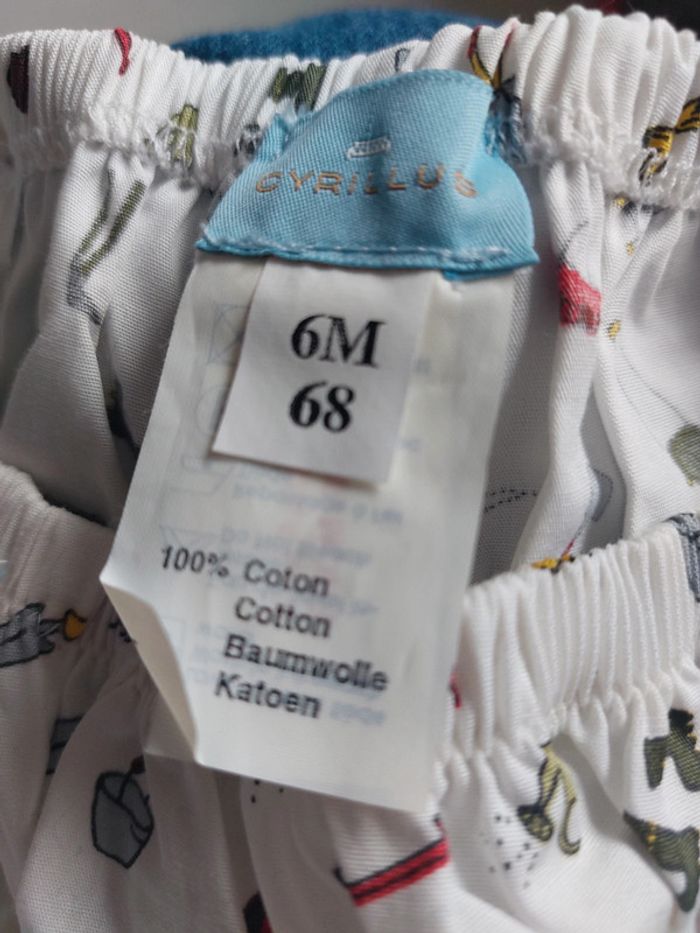 CYRILLUS
6M
68
100% Coton
Cotton
Baumwolle
Katoen